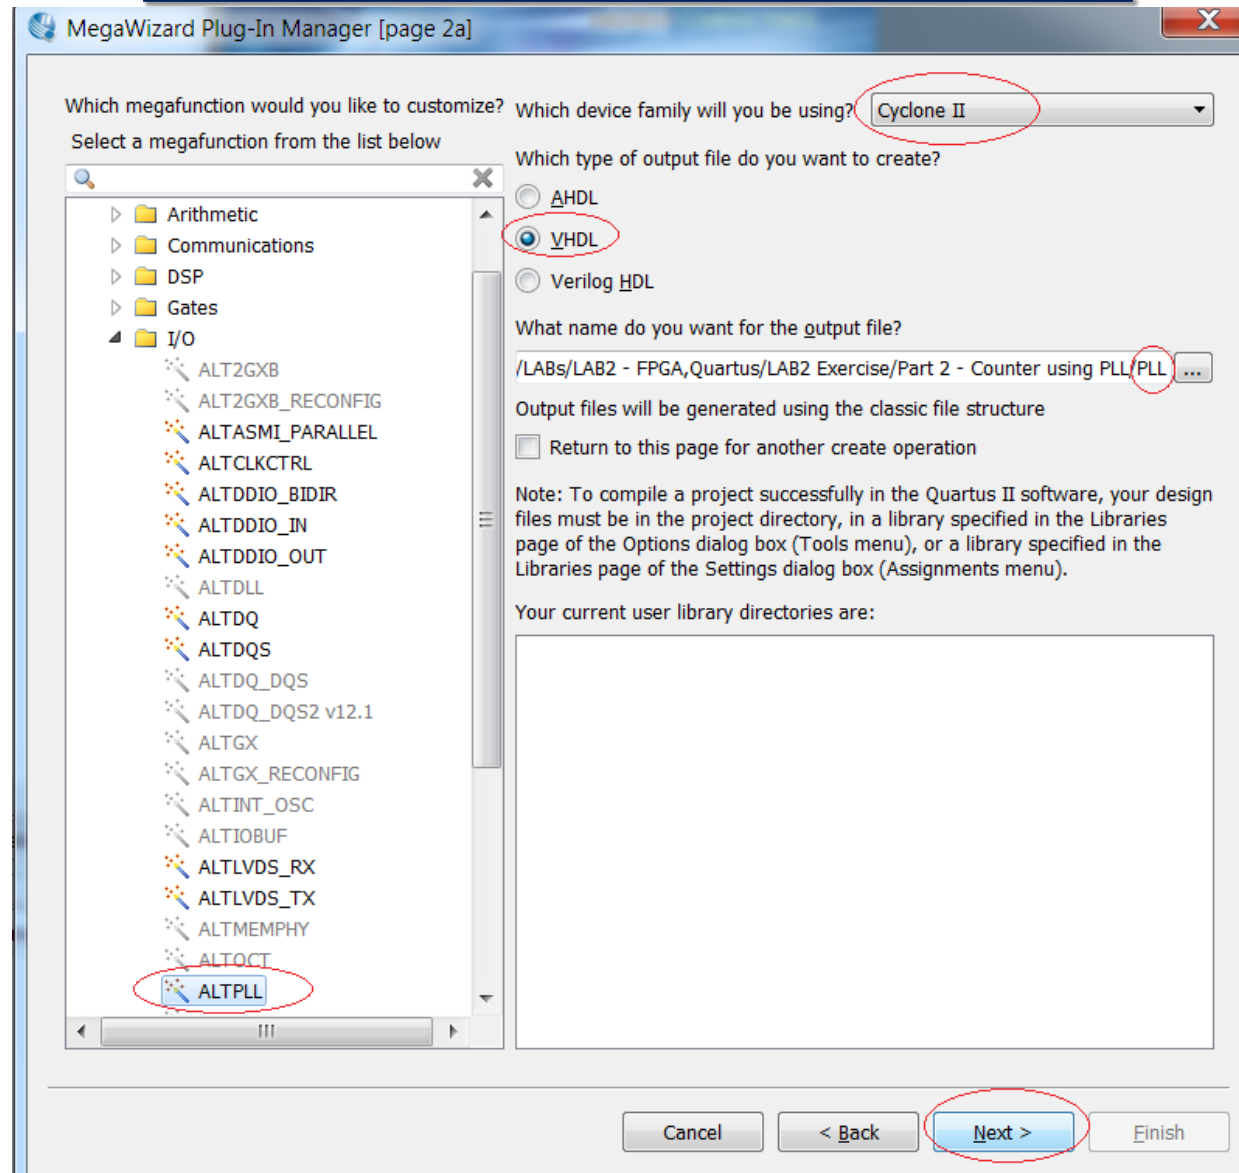 MegaWizard Plug-In Manager [page 2a]
X
Which megafunction would you like to customize?
Select a megafunction from the list below
Arithmetic
Communications
DSP
Gates
I/O
ALT2GXB
ALT2GXB_RECONFIG
ALTASMI_PARALLEL
ALTCLKCTRL
ALTDDIO_BIDIR
ALTDDIO_IN
ALTDDIO_OUT
ALTDLL
ALTDQ
ALTDQS
ALTDQ_DQS
ALTDQ_DQS2 v12.1
ALTGX
ALTGX_RECONFIG
ALTINT_OSC
ALTIOBUF
ALTLVDS_RX
ALTLVDS_TX
ALTMEMPHY
ALTOCT
ALTPLL
Which device family will you be using? Cyclone II
Which type of output file do you want to create?
AHDL
VHDL
Verilog HDL
What name do you want for the output file?
/LABs/LAB2 - FPGA,Quartus/LAB2 Exercise/Part 2 - Counter using PLL/PLL ...
Output files will be generated using the classic file structure
Return to this page for another create operation
Note: To compile a project successfully in the Quartus II software, your design
files must be in the project directory, in a library specified in the Libraries
page of the Options dialog box (Tools menu), or a library specified in the
Libraries page of the Settings dialog box (Assignments menu).
Your current user library directories are:
Cancel
< Back
Next >
Finish